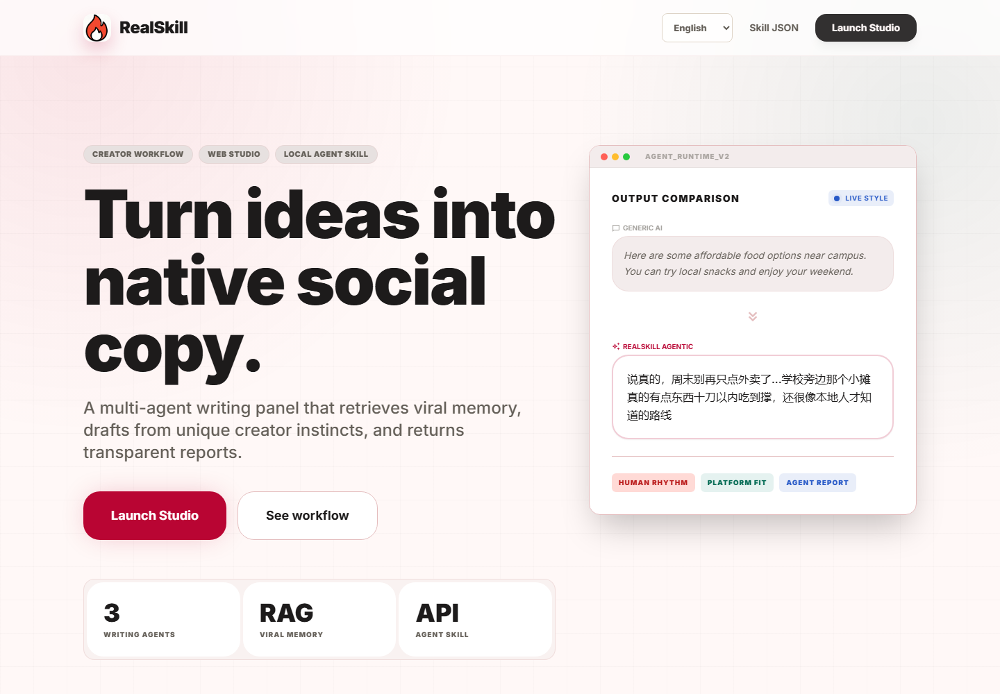 RealSkill
English
Skill JSON
Launch Studio
CREATOR WORKFLOW
WEB STUDIO
LOCAL AGENT SKILL
Turn ideas into
native social
copy.
A multi-agent writing panel that retrieves viral memory,
drafts from unique creator instincts, and returns
transparent reports.
Launch Studio
See workflow
3
WRITING AGENTS
RAG
VIRAL MEMORY
API
AGENT SKILL
AGENT_RUNTIME_V2
OUTPUT COMPARISON
LIVE STYLE
GENERIC AI
Here are some affordable food options near campus.
You can try local snacks and enjoy your weekend.
REALSKILL AGENTIC
说真的，周末别再只点外卖了...学校旁边那个小摊
真的有点东西十刀以内吃到撑，还很像本地人才知
道的路线
HUMAN RHYTHM
PLATFORM FIT
AGENT REPORT